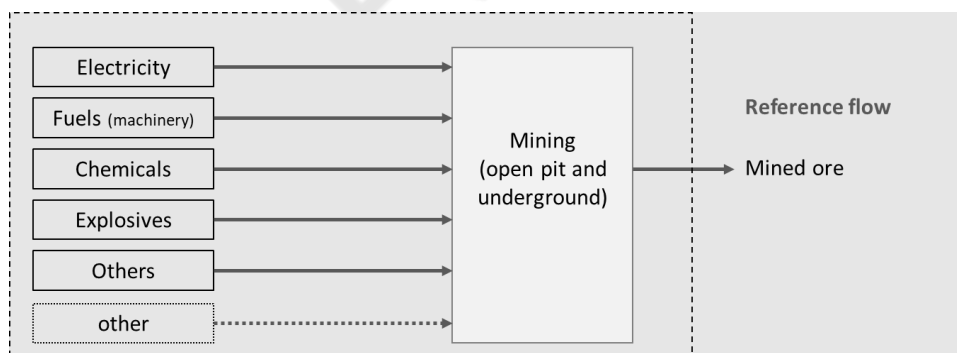 Electricity
Fuels (machinery)
Chemicals
Explosives
Others
other
Mining
(open pit and
underground)
Reference flow
Mined ore